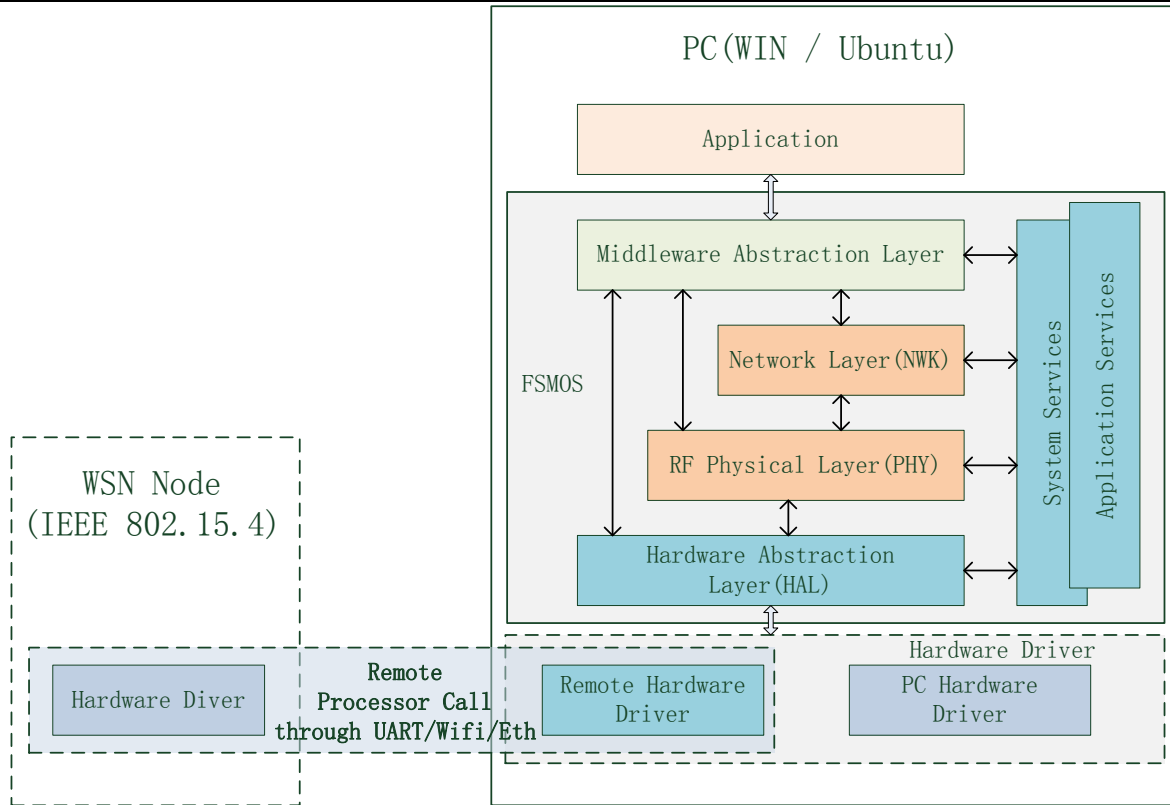 PC(WIN / Ubuntu)
Application
Middleware Abstraction Layer
Network Layer(NWK)
FSMOS
RF Physical Layer(PHY)
Hardware Abstraction
Layer(HAL)
System Services
Application Services
WSN Node
(IEEE 802.15.4)
Hardware Driver
Hardware Diver
Remote
Processor Call
through UART/Wifi/Eth
Remote Hardware
Driver
PC Hardware
Driver